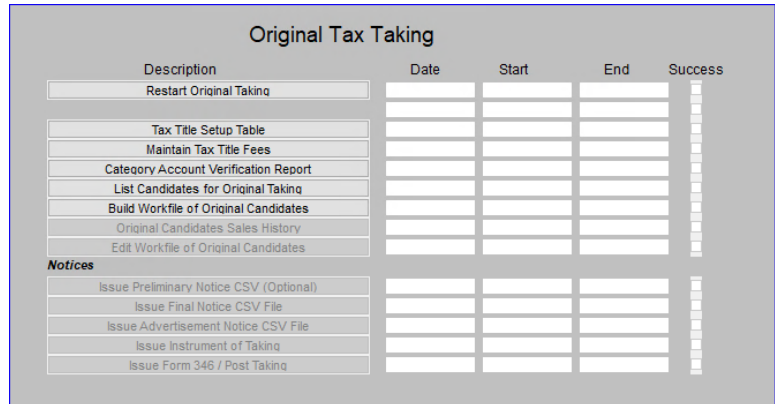 Original Tax Taking
Description Date Start End Success
Restart Original Taking
Tax Title Setup Table
Maintain Tax Title Fees
Category Account Verification Report
List Candidates for Original Taking
Build Workfile of Original Candidates
Original Candidates Sales History
Edit Workfile of Original Candidates
Notices
Issue Preliminary Notice CSV (Optional)
Issue Final Notice CSV File
Issue Advertisement Notice CSV File
Issue Instrument of Taking
Issue Form 346 / Post Taking